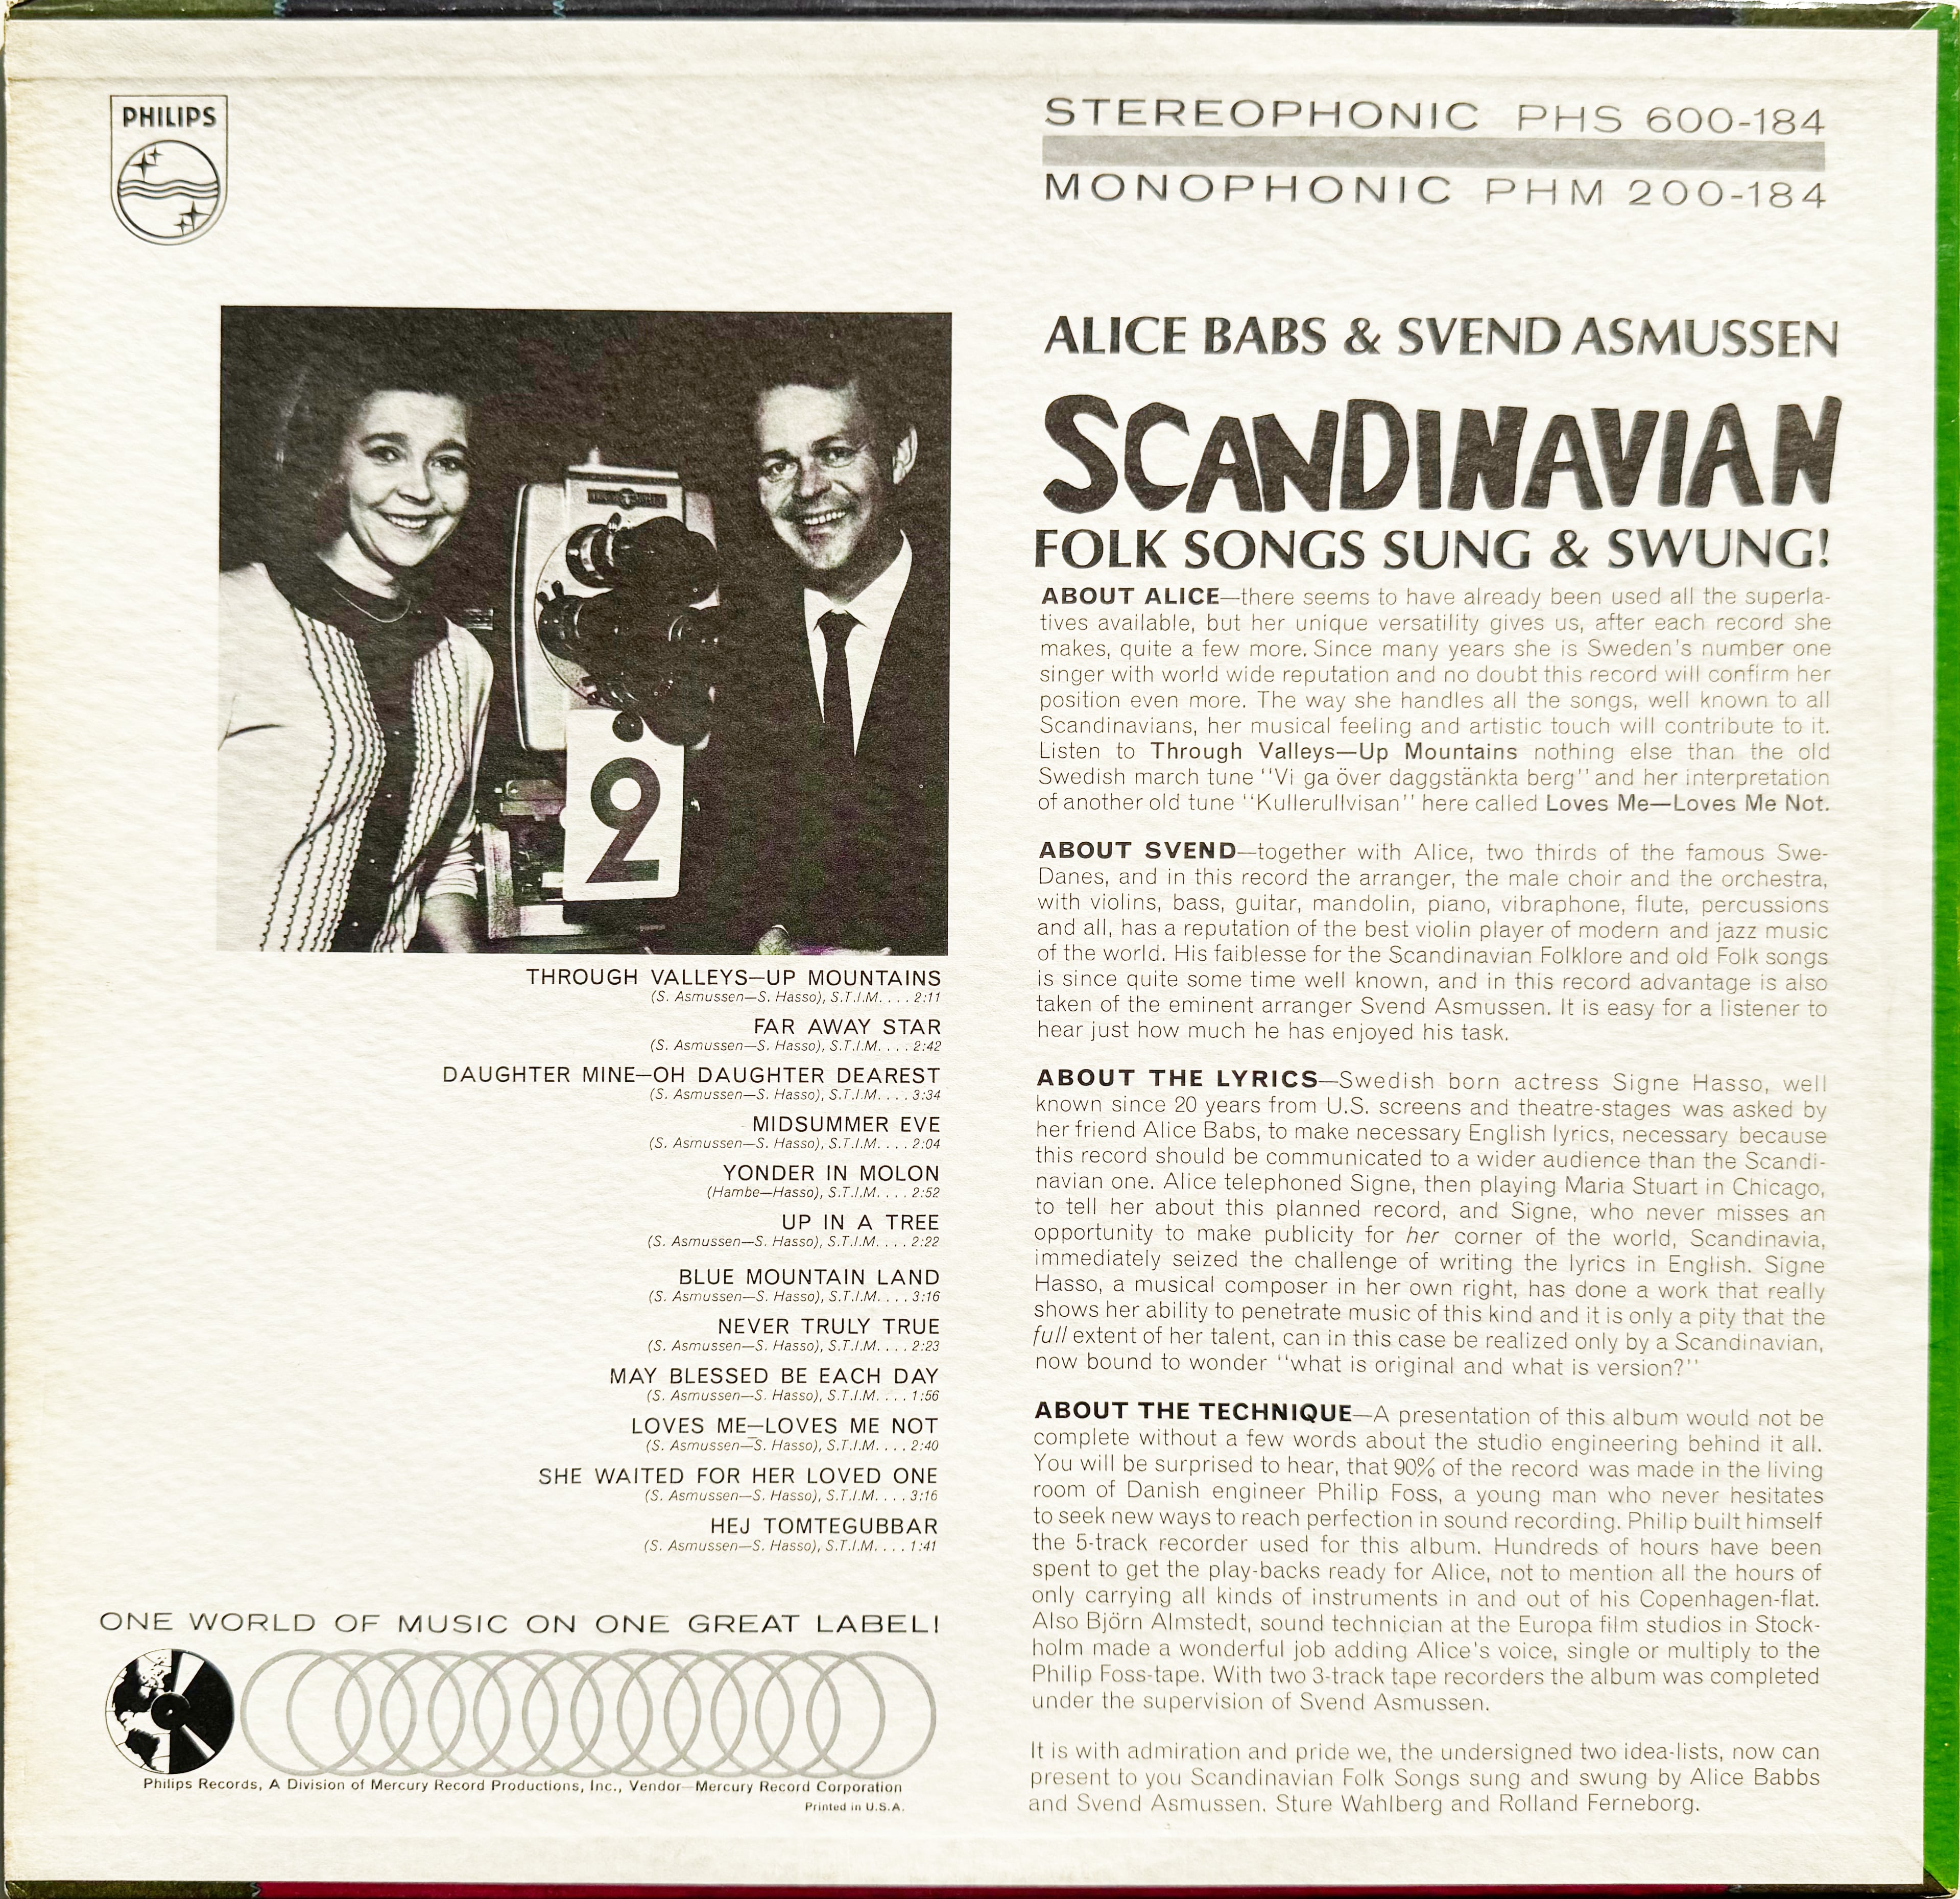 PHILIPS
STEREOPHONIC PHS 600-184
MONOPHONIC PHM 200-184
ALICE BABS & SVEND ASMUSSEN
SCANDINAVIAN
FOLK SONGS SUNG & SWUNG!
2
THROUGH VALLEYS—UP MOUNTAINS
(S. Asmussen—S. Hasso), S.T.I.M. . . . 2:11
FAR AWAY STAR
(S. Asmussen—S. Hasso), S.T.I.M. . . . 2:42
DAUGHTER MINE—OH DAUGHTER DEAREST
(S. Asmussen—S. Hasso), S.T.I.M. . . . 3:34
MIDSUMMER EVE
(S. Asmussen—S. Hasso), S.T.I.M. . . . 2:04
YONDER IN MOLON
(Hambe—Hasso), S.T.I.M. . . . 2:52
UP IN A TREE
(S. Asmussen—S. Hasso), S.T.I.M. . . . 2:22
BLUE MOUNTAIN LAND
(S. Asmussen—S. Hasso), S.T.I.M. . . . 3:16
NEVER TRULY TRUE
(S. Asmussen—S. Hasso), S.T.I.M. . . . 2:23
MAY BLESSED BE EACH DAY
(S. Asmussen—S. Hasso), S.T.I.M. . . . 1:56
LOVES ME—LOVES ME NOT
(S. Asmussen—S. Hasso), S.T.I.M. . . . 2:40
SHE WAITED FOR HER LOVED ONE
(S. Asmussen—S. Hasso), S.T.I.M. . . . 3:16
HEJ TOMTEGUBBAR
(S. Asmussen—S. Hasso), S.T.I.M. . . . 1:41
ONE WORLD OF MUSIC ON ONE GREAT LABEL!
Philips Records, A Division of Mercury Record Productions, Inc., Vendor—Mercury Record Corporation
Printed in U.S.A.
ABOUT ALICE—there seems to have already been used all the superla-
tives available, but her unique versatility gives us, after each record she
makes, quite a few more. Since many years she is Sweden's number one
singer with world wide reputation and no doubt this record will confirm her
position even more. The way she handles all the songs, well known to all
Scandinavians, her musical feeling and artistic touch will contribute to it.
Listen to Through Valleys—Up Mountains nothing else than the old
Swedish march tune "Vi ga över daggstänkta berg" and her interpretation
of another old tune "Kullerullvisan" here called Loves Me—Loves Me Not.
ABOUT SVEND—together with Alice, two thirds of the famous Swe-
Danes, and in this record the arranger, the male choir and the orchestra,
with violins, bass, guitar, mandolin, piano, vibraphone, flute, percussions
and all, has a reputation of the best violin player of modern and jazz music
of the world. His faiblesse for the Scandinavian Folklore and old Folk songs
is since quite some time well known, and in this record advantage is also
taken of the eminent arranger Svend Asmussen. It is easy for a listener to
hear just how much he has enjoyed his task.
ABOUT THE LYRICS—Swedish born actress Signe Hasso, well
known since 20 years from U.S. screens and theatre-stages was asked by
her friend Alice Babs, to make necessary English lyrics, necessary because
this record should be communicated to a wider audience than the Scandi-
navian one. Alice telephoned Signe, then playing Maria Stuart in Chicago,
to tell her about this planned record, and Signe, who never misses an
opportunity to make publicity for her corner of the world, Scandinavia,
immediately seized the challenge of writing the lyrics in English. Signe
Hasso, a musical composer in her own right, has done a work that really
shows her ability to penetrate music of this kind and it is only a pity that the
full extent of her talent, can in this case be realized only by a Scandinavian,
now bound to wonder "what is original and what is version?"
ABOUT THE TECHNIQUE—A presentation of this album would not be
complete without a few words about the studio engineering behind it all.
You will be surprised to hear, that 90% of the record was made in the living
room of Danish engineer Philip Foss, a young man who never hesitates
to seek new ways to reach perfection in sound recording. Philip built himself
the 5-track recorder used for this album. Hundreds of hours have been
spent to get the play-backs ready for Alice, not to mention all the hours of
only carrying all kinds of instruments in and out of his Copenhagen-flat.
Also Björn Almstedt, sound technician at the Europa film studios in Stock-
holm made a wonderful job adding Alice's voice, single or multiply to the
Philip Foss-tape. With two 3-track tape recorders the album was completed
under the supervision of Svend Asmussen.
It is with admiration and pride we, the undersigned two idea-lists, now can
present to you Scandinavian Folk Songs sung and swung by Alice Babbs
and Svend Asmussen. Sture Wahlberg and Rolland Ferneborg.